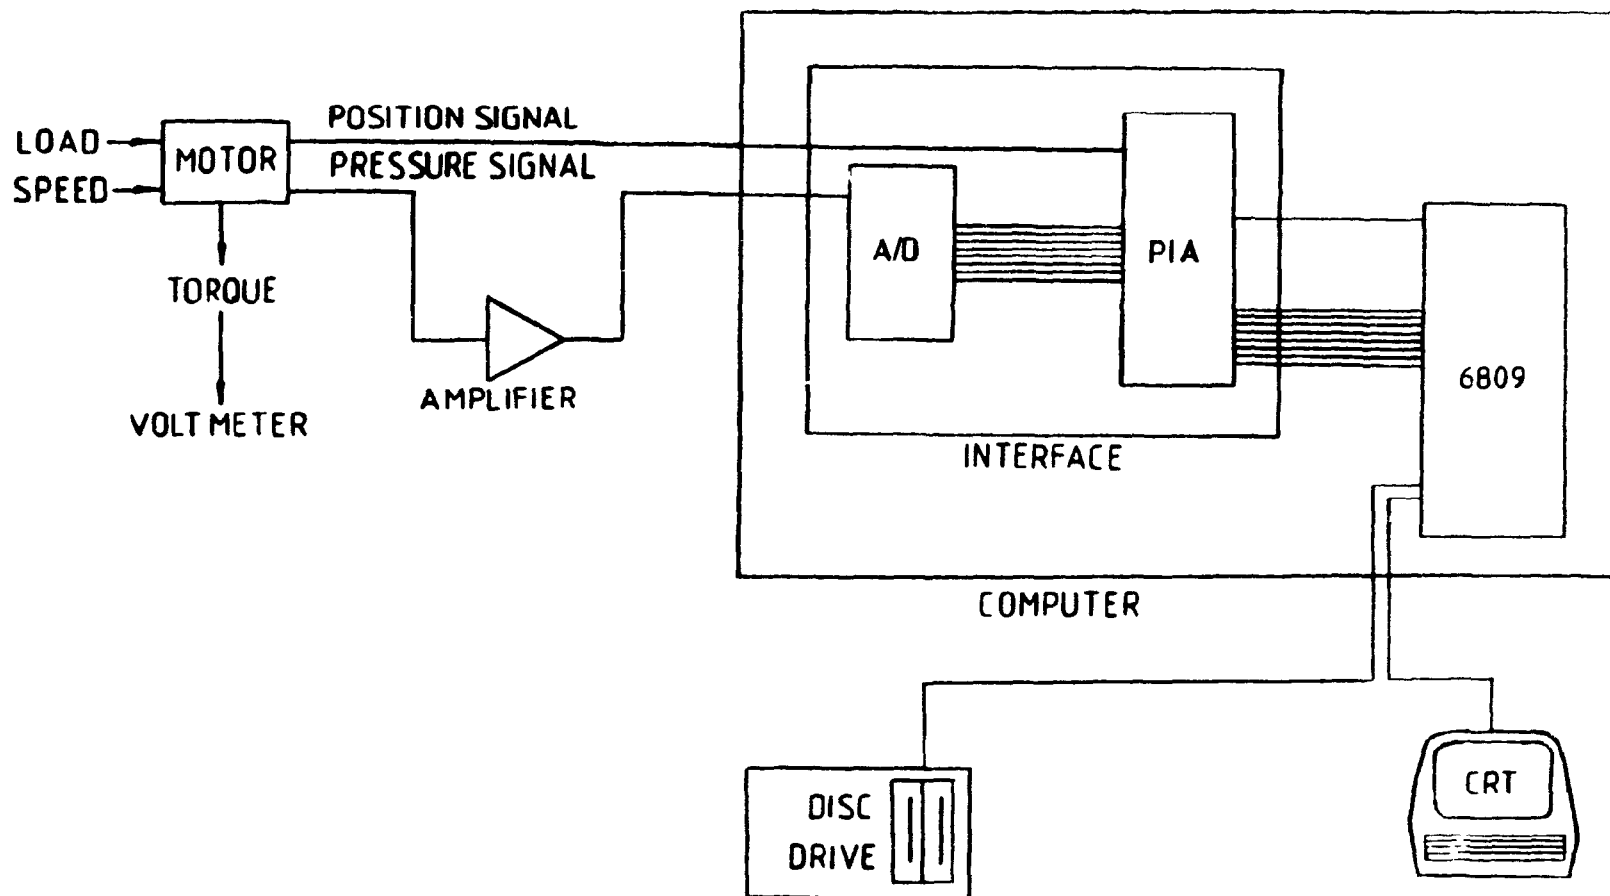 POSITION SIGNAL
LOAD
MOTOR
PRESSURE SIGNAL
SPEED
A/D
PIA
TORQUE
6809
AMPLIFIER
VOLT METER
INTERFACE
COMPUTER
CRT
DISC
DRIVE